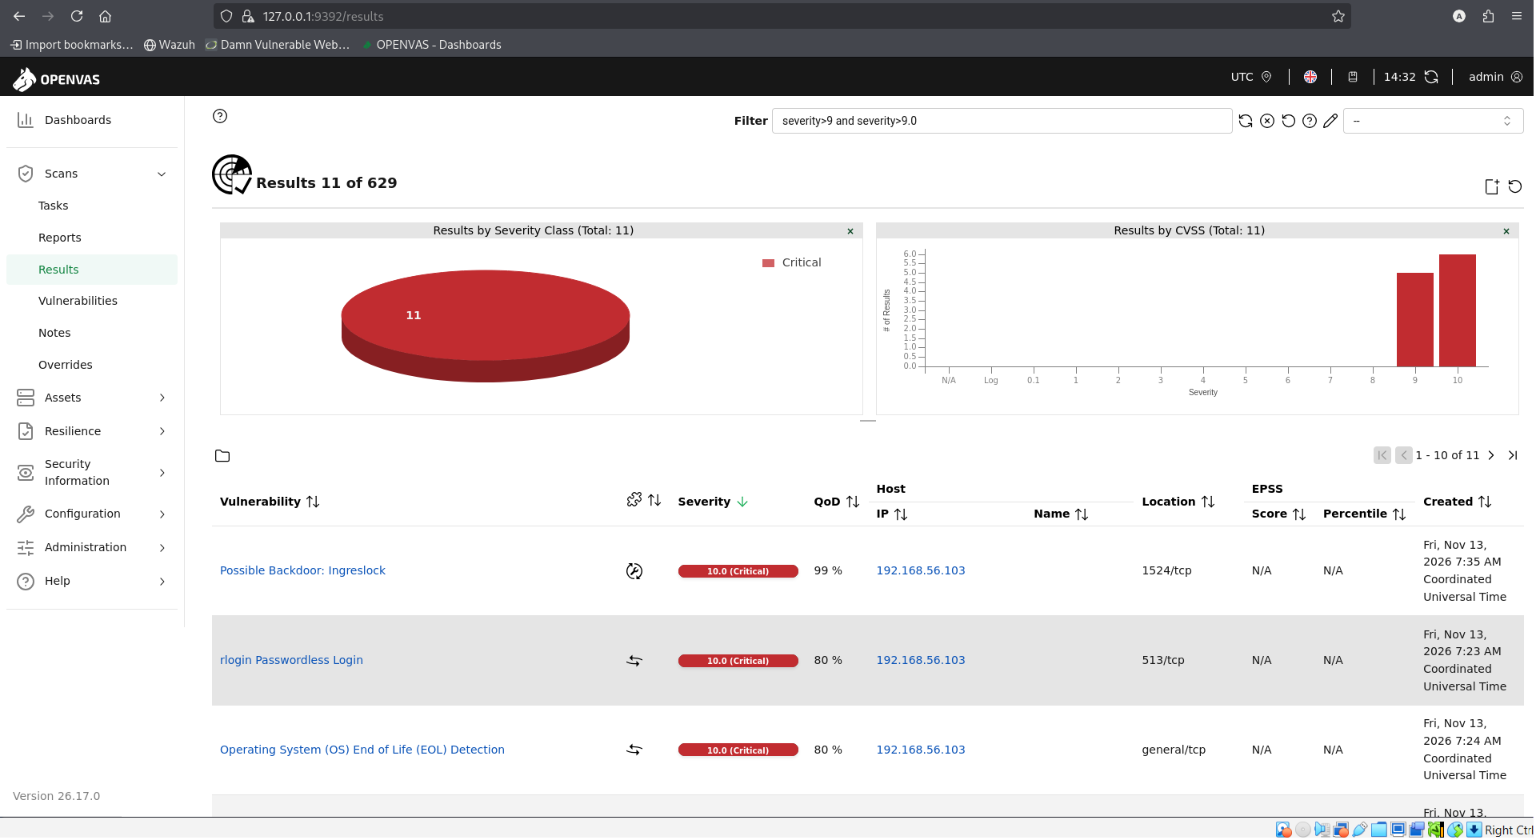 127.0.0.1:9392/results
A
Import bookmarks…
Wazuh
Damn Vulnerable Web…
OPENVAS - Dashboards
OPENVAS
UTC
14:32
admin
Dashboards
Scans
Tasks
Reports
Results
Vulnerabilities
Notes
Overrides
Assets
Resilience
Security
Information
Configuration
Administration
Help
Version 26.17.0
Filter
severity>9 and severity>9.0
--
Results 11 of 629
Results by Severity Class (Total: 11)
×
Critical
11
Results by CVSS (Total: 11)
×
# of Results
6.0
5.5
5.0
4.5
4.0
3.5
3.0
2.5
2.0
1.5
1.0
0.5
0.0
N/A Log 0.1 1 2 3 4 5 6 7 8 9 10
Severity
1 - 10 of 11
Vulnerability Severity QoD Host Location EPSS Created
IP Name Score Percentile
Possible Backdoor: Ingreslock 10.0 (Critical) 99 % 192.168.56.103 1524/tcp N/A N/A
Fri, Nov 13,
2026 7:35 AM
Coordinated
Universal Time
rlogin Passwordless Login 10.0 (Critical) 80 % 192.168.56.103 513/tcp N/A N/A
Fri, Nov 13,
2026 7:23 AM
Coordinated
Universal Time
Operating System (OS) End of Life (EOL) Detection 10.0 (Critical) 80 % 192.168.56.103 general/tcp N/A N/A
Fri, Nov 13,
2026 7:24 AM
Coordinated
Universal Time
Fri, Nov 13,
Right Ctrl